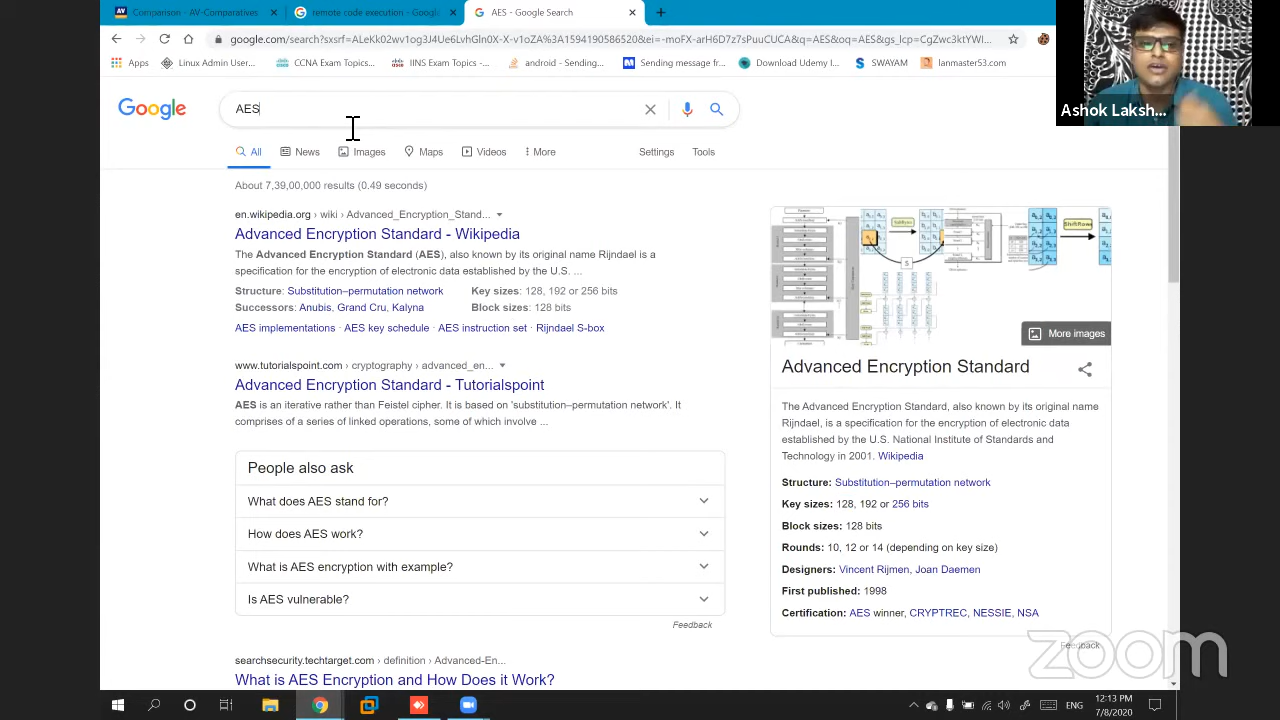 Comparison - AV-Comparatives
remote code execution - Google
AES - Google Search
google.com/search?sxsrf=ALeKk02wv1cg3J4Ue6LvhGln0X-X-v1oZA%3A1594190586520&ei=-moFX-arH6D7z7sPuuCUCA&q=AES&oq=AES&gs_lcp=CgZwc3ktYWI
Apps
Linux Admin User...
CCNA Exam Topics...
IINS Exam Topics -...
android - Sending...
Sending message fr...
Download Udemy I...
SWAYAM
lanmaster53.com
Ashok Laksh...
Google
AES
All
News
Images
Maps
Videos
More
Settings
Tools
About 7,39,00,000 results (0.49 seconds)
en.wikipedia.org › wiki › Advanced_Encryption_Stand...
Advanced Encryption Standard - Wikipedia
The Advanced Encryption Standard (AES), also known by its original name Rijndael is a
specification for the encryption of electronic data established by the U.S. ...
Structure: Substitution–permutation network
Key sizes: 128, 192 or 256 bits
Successors: Anubis, Grand Cru, Kalyna
Block sizes: 128 bits
AES implementations · AES key schedule · AES instruction set · Rijndael S-box
www.tutorialspoint.com › cryptography › advanced_en...
Advanced Encryption Standard - Tutorialspoint
AES is an iterative rather than Feistel cipher. It is based on 'substitution–permutation network'. It
comprises of a series of linked operations, some of which involve ...
People also ask
What does AES stand for?
How does AES work?
What is AES encryption with example?
Is AES vulnerable?
Feedback
searchsecurity.techtarget.com › definition › Advanced-En...
What is AES Encryption and How Does it Work?
SubBytes
ShiftRows
More images
Advanced Encryption Standard
The Advanced Encryption Standard, also known by its original name
Rijndael, is a specification for the encryption of electronic data
established by the U.S. National Institute of Standards and
Technology in 2001. Wikipedia
Structure: Substitution–permutation network
Key sizes: 128, 192 or 256 bits
Block sizes: 128 bits
Rounds: 10, 12 or 14 (depending on key size)
Designers: Vincent Rijmen, Joan Daemen
First published: 1998
Certification: AES winner, CRYPTREC, NESSIE, NSA
Feedback
zoom
ENG
12:13 PM
7/8/2020